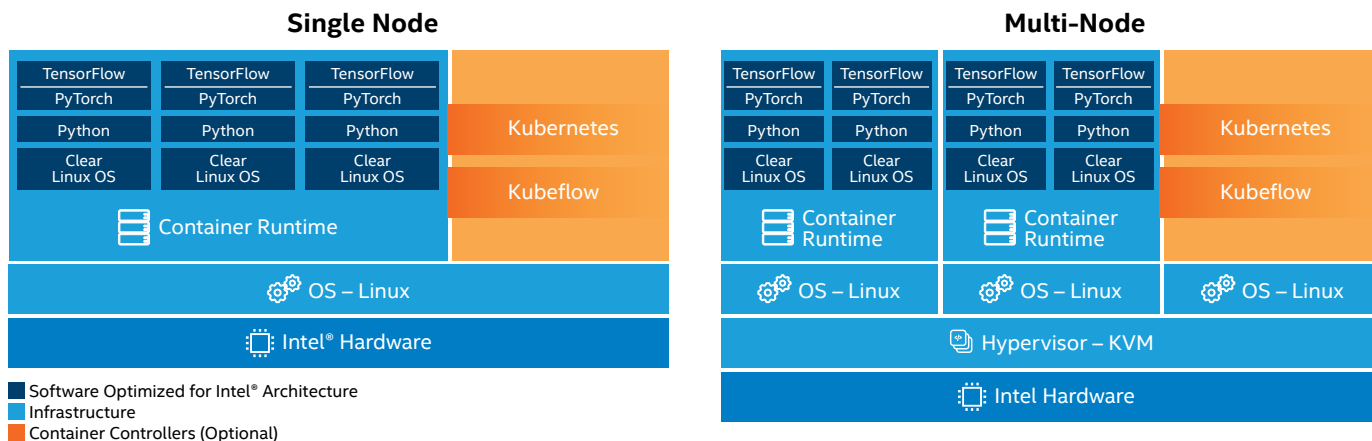 Single Node
TensorFlow
PyTorch
Python
Clear
Linux OS
TensorFlow
PyTorch
Python
Clear
Linux OS
TensorFlow
PyTorch
Python
Clear
Linux OS
Container Runtime
Kubernetes
Kubeflow
OS – Linux
Intel® Hardware
Software Optimized for Intel® Architecture
Infrastructure
Container Controllers (Optional)
Multi-Node
TensorFlow
PyTorch
Python
Clear
Linux OS
TensorFlow
PyTorch
Python
Clear
Linux OS
Container
Runtime
TensorFlow
PyTorch
Python
Clear
Linux OS
TensorFlow
PyTorch
Python
Clear
Linux OS
Container
Runtime
Kubernetes
Kubeflow
OS – Linux
OS – Linux
OS – Linux
Hypervisor – KVM
Intel Hardware